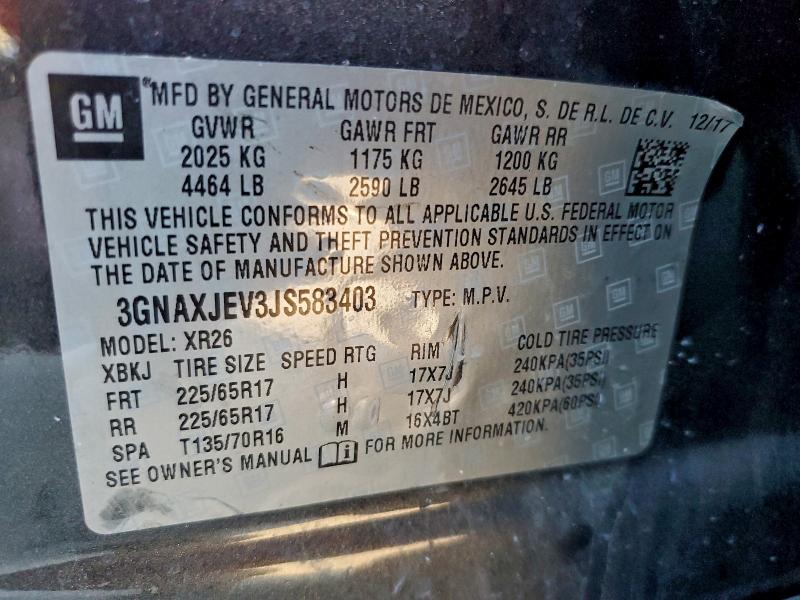 GM
® MFD BY GENERAL MOTORS DE MEXICO, S. DE R.L. DE C.V. 12/17
GVWR GAWR FRT GAWR RR
2025 KG 1175 KG 1200 KG
4464 LB 2590 LB 2645 LB
THIS VEHICLE CONFORMS TO ALL APPLICABLE U.S. FEDERAL MOTOR
VEHICLE SAFETY AND THEFT PREVENTION STANDARDS IN EFFECT ON
THE DATE OF MANUFACTURE SHOWN ABOVE.
3GNAXJEV3JS583403 TYPE: M.P.V.
MODEL: XR26
XBKJ TIRE SIZE SPEED RTG RIM COLD TIRE PRESSURE
FRT 225/65R17 H 17X7J 240KPA(35PSI)
RR 225/65R17 H 17X7J 240KPA(35PSI)
SPA T135/70R16 M 16X4BT 420KPA(60PSI)
SEE OWNER'S MANUAL FOR MORE INFORMATION.